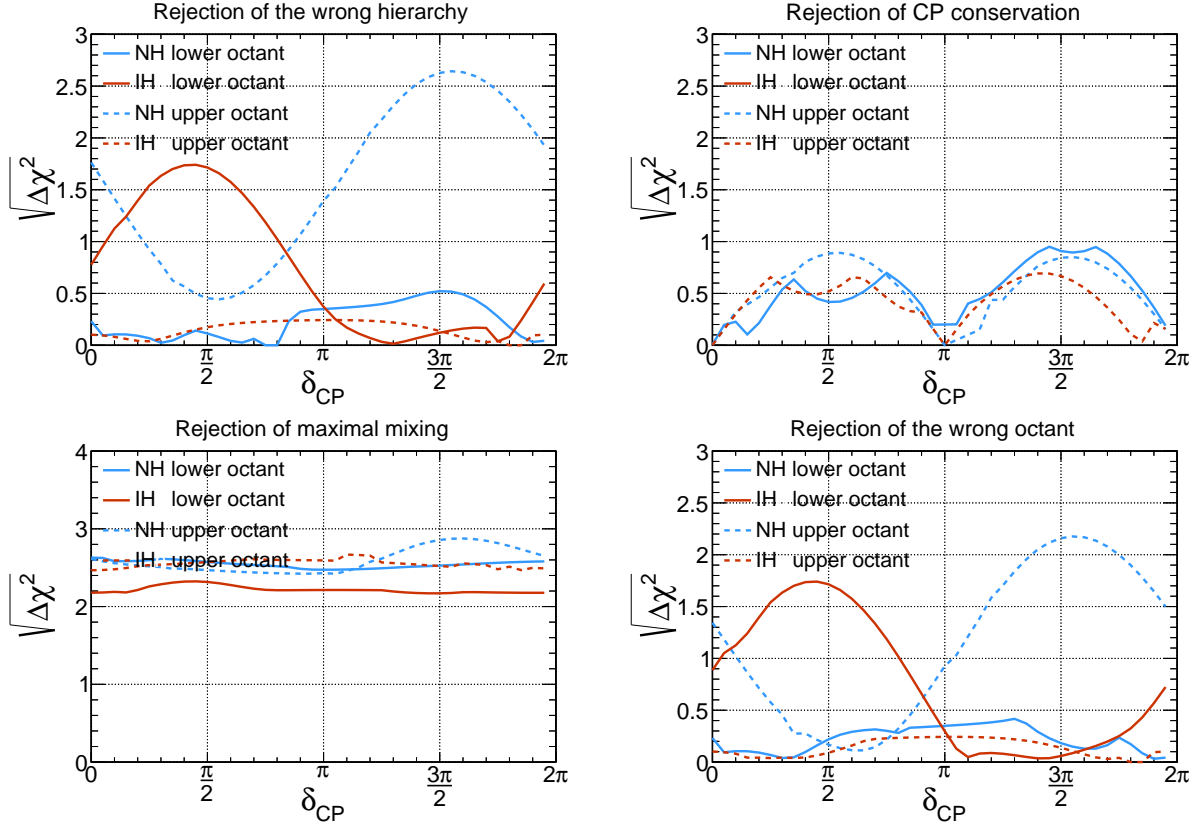 Rejection of the wrong hierarchy
3
2.5
2
1.5
1
0.5
0
NH lower octant
IH lower octant
NH upper octant
IH upper octant
√Δχ²
0 π/2 π 3π/2 2π
δCP
Rejection of CP conservation
3
2.5
2
1.5
1
0.5
0
NH lower octant
IH lower octant
NH upper octant
IH upper octant
√Δχ²
0 π/2 π 3π/2 2π
δCP
Rejection of maximal mixing
4
3
2
1
0
NH lower octant
IH lower octant
NH upper octant
IH upper octant
√Δχ²
0 π/2 π 3π/2 2π
δCP
Rejection of the wrong octant
3
2.5
2
1.5
1
0.5
0
NH lower octant
IH lower octant
NH upper octant
IH upper octant
√Δχ²
0 π/2 π 3π/2 2π
δCP